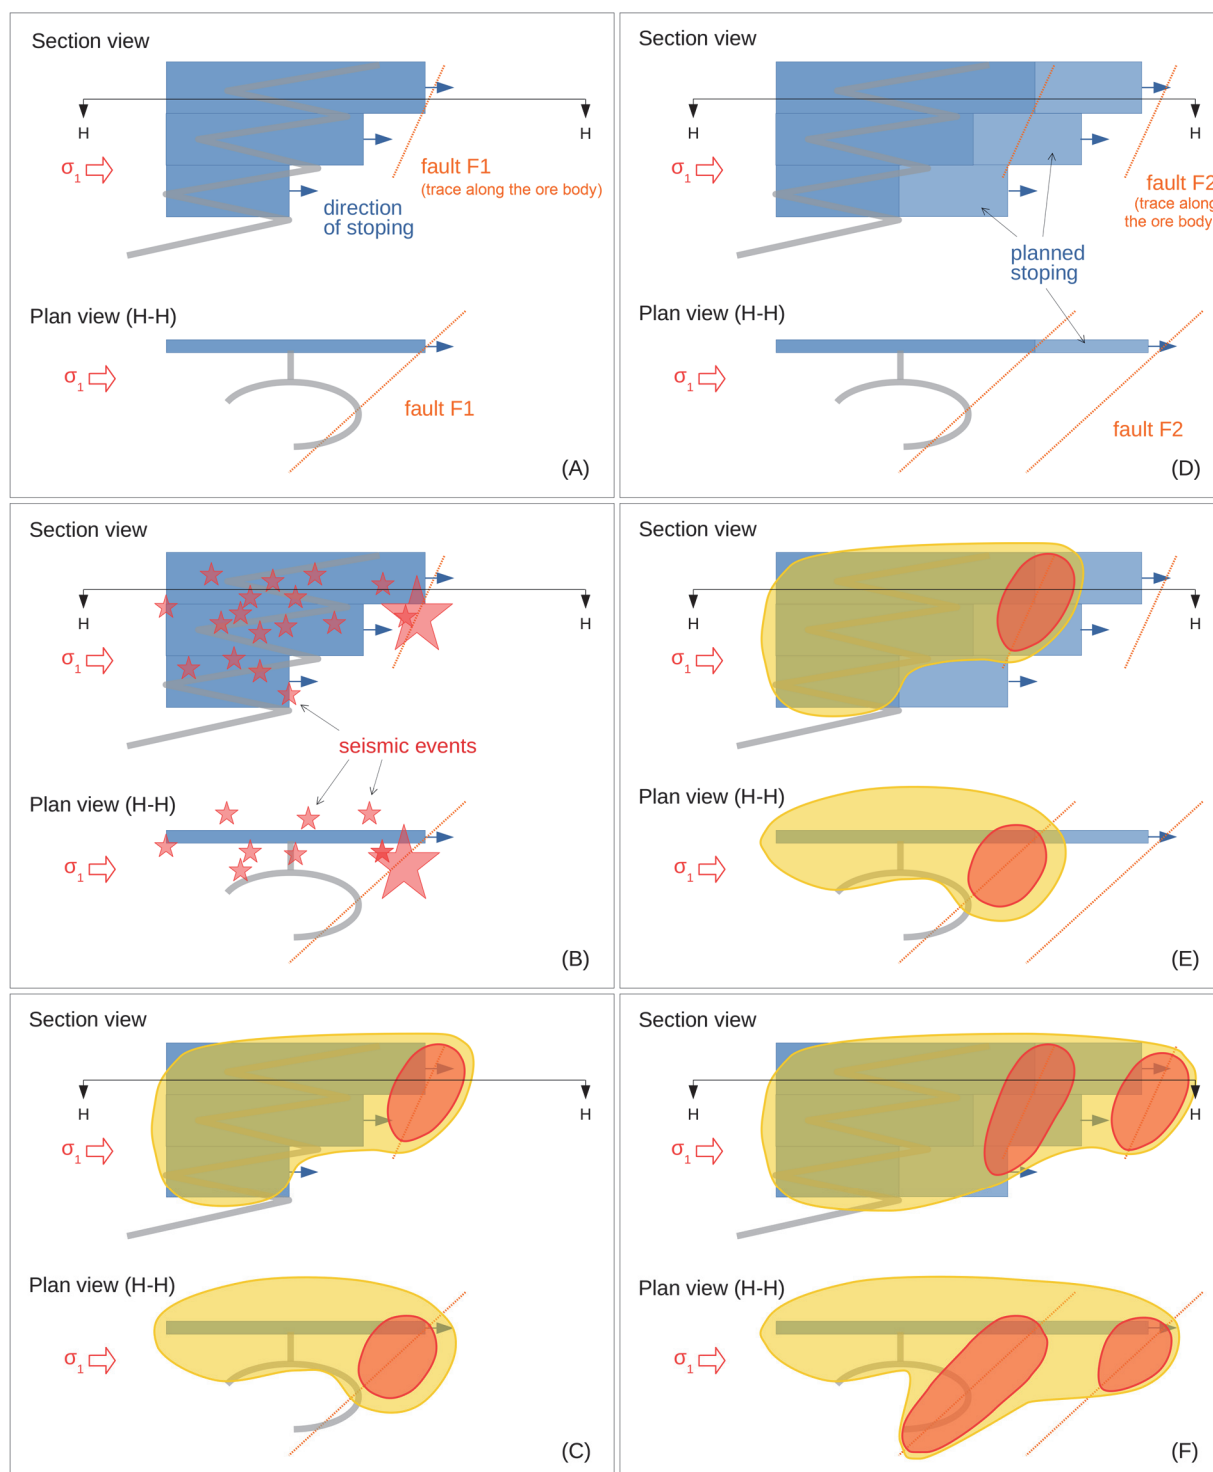 Section view
H
H
σ1
fault F1
(trace along the ore body)
direction
of stoping
Plan view (H-H)
σ1
fault F1
(A)
Section view
H
H
σ1
fault F2
(trace along
the ore body)
planned
stoping
Plan view (H-H)
σ1
fault F2
(D)
Section view
H
H
σ1
seismic events
Plan view (H-H)
σ1
(B)
Section view
H
H
σ1
Plan view (H-H)
σ1
(E)
Section view
H
H
σ1
Plan view (H-H)
σ1
(C)
Section view
H
H
σ1
Plan view (H-H)
σ1
(F)